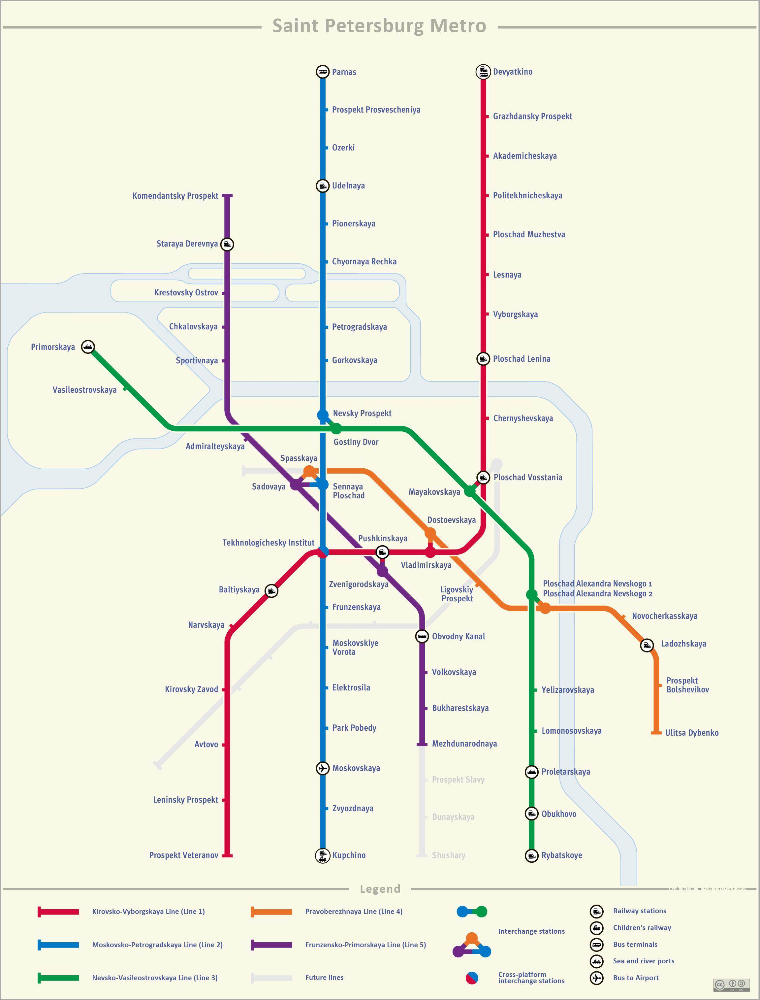 Saint Petersburg Metro
Parnas
Devyatkino
Prospekt Prosvescheniya
Grazhdansky Prospekt
Ozerki
Akademicheskaya
Udelnaya
Komendantsky Prospekt
Politekhnicheskaya
Pionerskaya
Ploschad Muzhestva
Staraya Derevnya
Chyornaya Rechka
Lesnaya
Krestovsky Ostrov
Vyborgskaya
Chkalovskaya
Petrogradskaya
Primorskaya
Sportivnaya
Gorkovskaya
Ploschad Lenina
Vasileostrovskaya
Nevsky Prospekt
Chernyshevskaya
Gostiny Dvor
Admiralteyskaya
Spasskaya
Ploschad Vosstania
Sadovaya
Sennaya
Ploschad
Mayakovskaya
Dostoevskaya
Pushkinskaya
Tekhnologichesky Institut
Vladimirskaya
Zvenigorodskaya
Ploschad Alexandra Nevskogo 1
Ploschad Alexandra Nevskogo 2
Baltiyskaya
Ligovskiy
Prospekt
Frunzenskaya
Novocherkasskaya
Narvskaya
Obvodny Kanal
Moskovskiye
Vorota
Ladozhskaya
Volkovskaya
Prospekt
Bolshevikov
Kirovsky Zavod
Elektrosila
Yelizarovskaya
Bukharestskaya
Park Pobedy
Lomonosovskaya
Ulitsa Dybenko
Avtovo
Mezhdunarodnaya
Moskovskaya
Proletarskaya
Prospekt Slavy
Leninsky Prospekt
Zvyozdnaya
Dunayskaya
Obukhovo
Prospekt Veteranov
Kupchino
Shushary
Rybatskoye
Legend
made by florstein • rev. 1.7en • 24.11.2012
Kirovsko-Vyborgskaya Line (Line 1)
Moskovsko-Petrogradskaya Line (Line 2)
Nevsko-Vasileostrovskaya Line (Line 3)
Pravoberezhnaya Line (Line 4)
Frunzensko-Primorskaya Line (Line 5)
Future lines
Interchange stations
Cross-platform
interchange stations
Railway stations
Children's railway
Bus terminals
Sea and river ports
Bus to Airport
cc
BY SA